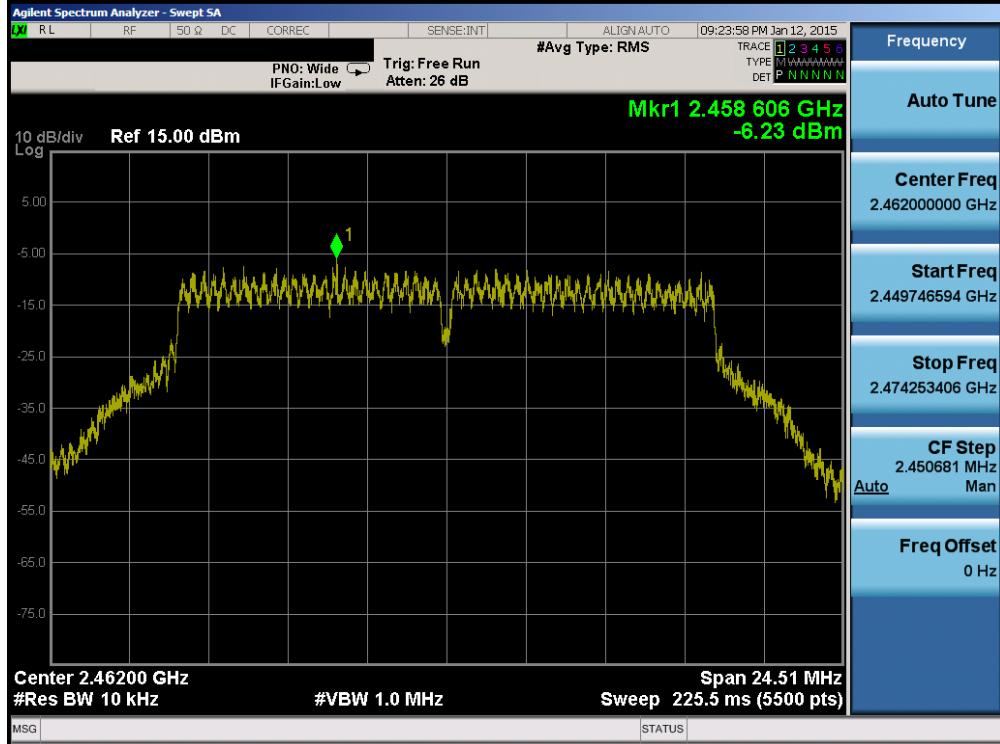 Agilent Spectrum Analyzer - Swept SA
LXI RL RF 50 Ω DC CORREC SENSE:INT ALIGN AUTO 09:23:58 PM Jan 12, 2015
PNO: Wide Trig: Free Run #Avg Type: RMS TRACE 1 2 3 4 5 6
IFGain:Low Atten: 26 dB TYPE M WWWWW
DET P N N N N N
Mkr1 2.458 606 GHz
-6.23 dBm
10 dB/div Ref 15.00 dBm
Log
1
5.00
-5.00
-15.0
-25.0
-35.0
-45.0
-55.0
-65.0
-75.0
Center 2.46200 GHz Span 24.51 MHz
#Res BW 10 kHz #VBW 1.0 MHz Sweep 225.5 ms (5500 pts)
MSG STATUS
Frequency
Auto Tune
Center Freq
2.462000000 GHz
Start Freq
2.449746594 GHz
Stop Freq
2.474253406 GHz
CF Step
2.450681 MHz
Auto Man
Freq Offset
0 Hz